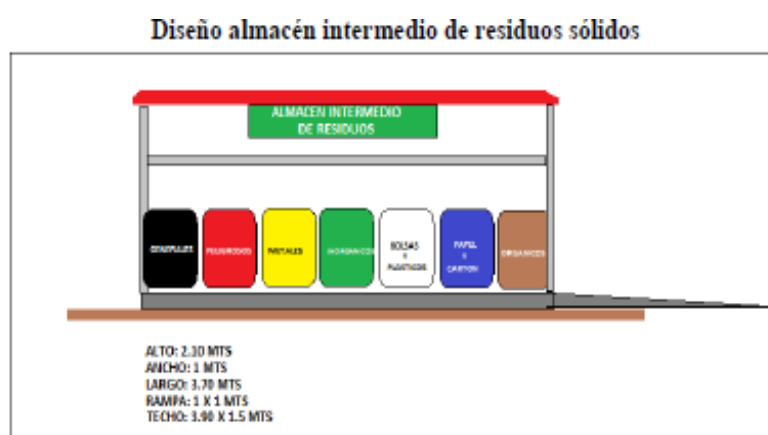 Diseño almacén intermedio de residuos sólidos
ALMACEN INTERMEDIO
DE RESIDUOS
GENERALES
PELIGROSOS
METALES
INORGANICOS
BOLSAS
Y
PLASTICOS
PAPEL
Y
CARTON
ORGANICOS
ALTO: 2.10 MTS
ANCHO: 1 MTS
LARGO: 3.70 MTS
RAMPA: 1 X 1 MTS
TECHO: 3.90 X 1.5 MTS